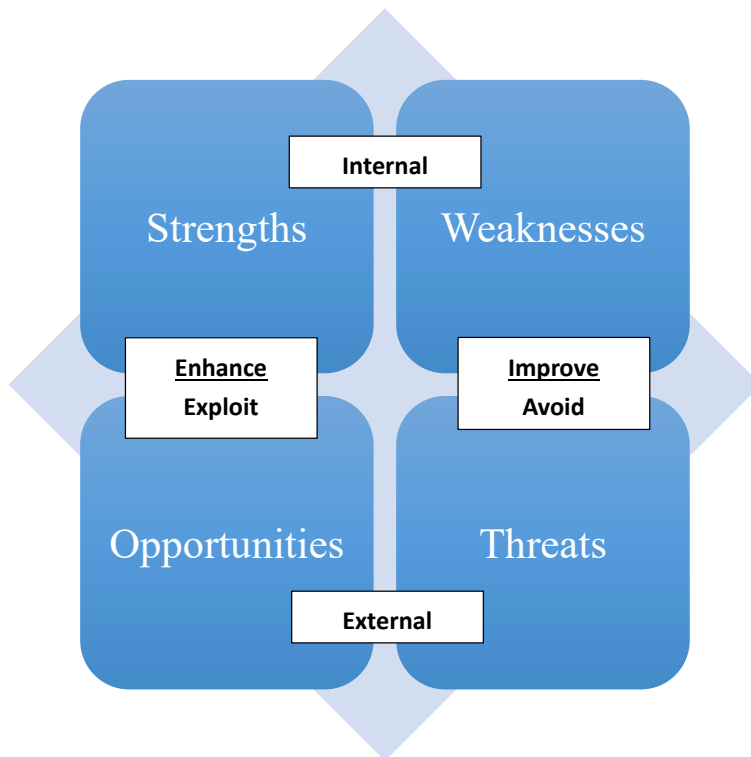 Internal
Strengths
Weaknesses
Enhance
Exploit
Improve
Avoid
Opportunities
Threats
External